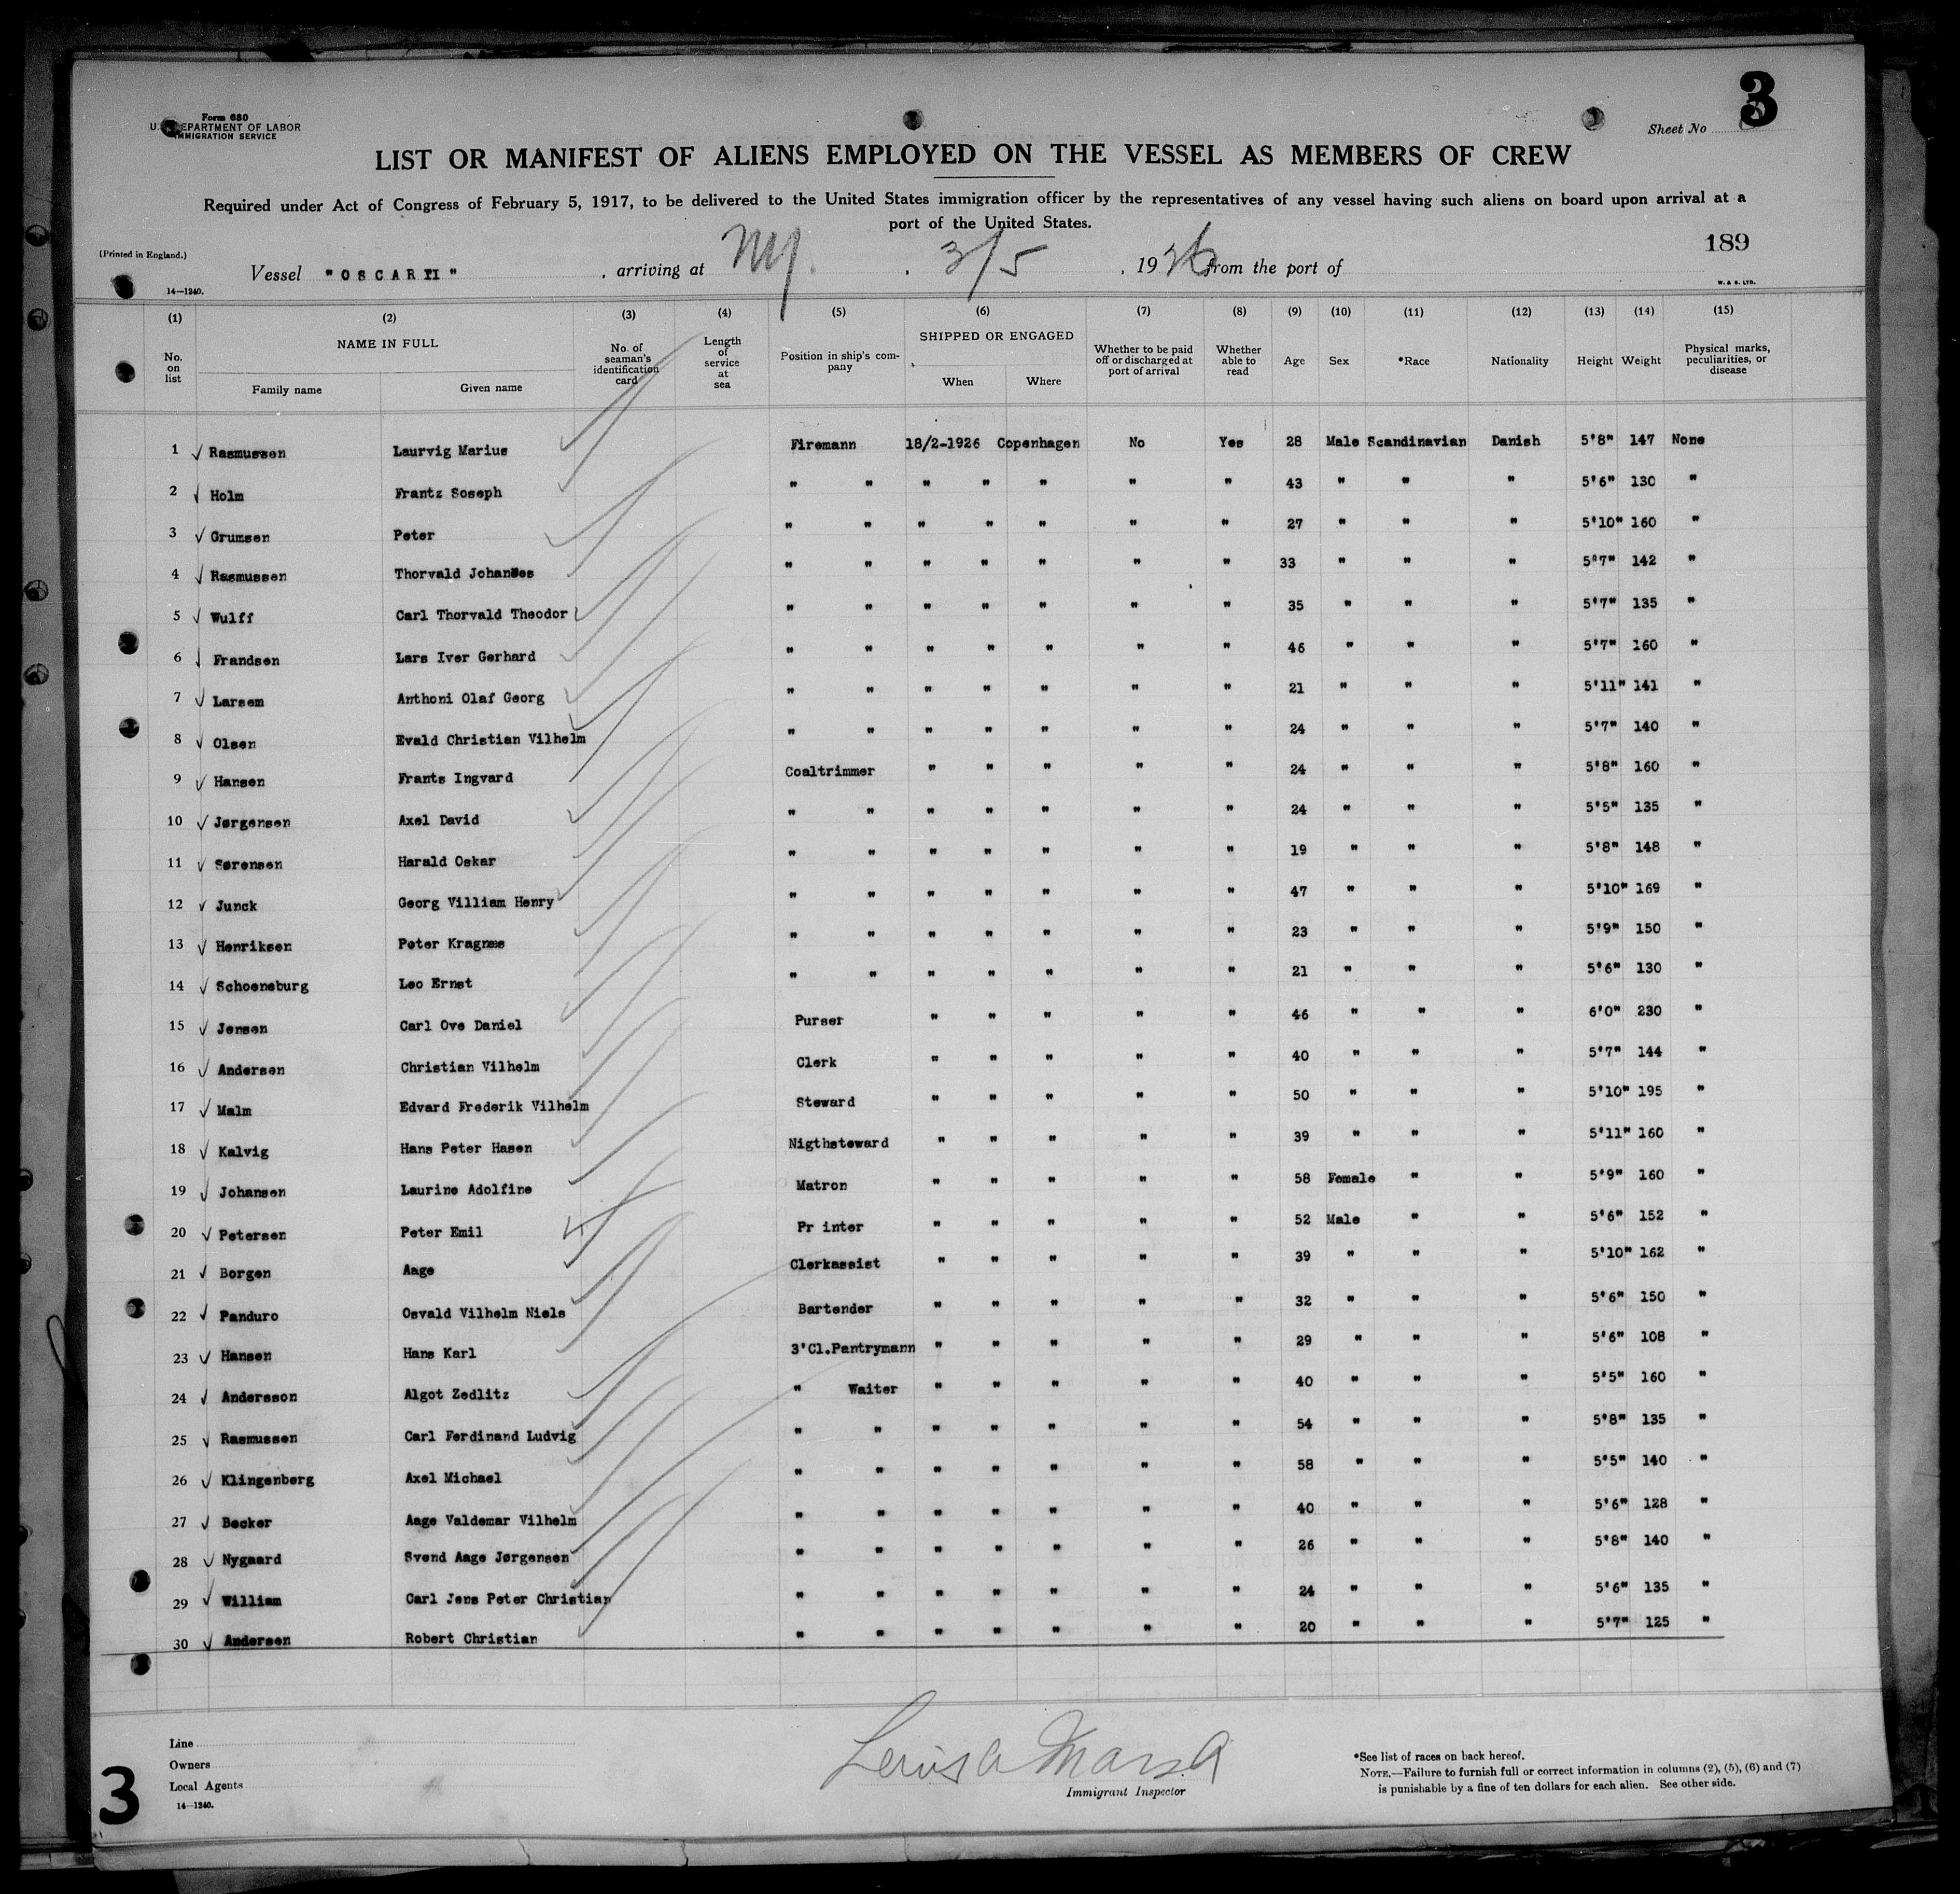 3
Form 680
U. S. DEPARTMENT OF LABOR
IMMIGRATION SERVICE
Sheet No
LIST OR MANIFEST OF ALIENS EMPLOYED ON THE VESSEL AS MEMBERS OF CREW
Required under Act of Congress of February 5, 1917, to be delivered to the United States immigration officer by the representatives of any vessel having such aliens on board upon arrival at a
port of the United States.
189
(Printed in England.)
Vessel "OSCAR II" , arriving at NY. , 3/5 , 1926 from the port of
14—1240.
W. & S. LTD.
(1) (2) (3) (4) (5) (6) (7) (8) (9) (10) (11) (12) (13) (14) (15)
No. on list NAME IN FULL Family name Given name No. of seaman's identification card Length of service at sea Position in ship's company SHIPPED OR ENGAGED When Where Whether to be paid off or discharged at port of arrival Whether able to read Age Sex *Race Nationality Height Weight Physical marks, peculiarities, or disease
1 Rasmussen Laurvig Marius Firemann 18/2-1926 Copenhagen No Yes 28 Male Scandinavian Danish 5'8" 147 None
2 Holm Frantz Soseph " " " " " " " 43 " " " 5'6" 130 "
3 Grumsen Peter " " " " " " " 27 " " " 5'10" 160 "
4 Rasmussen Thorvald Johannes " " " " " " " 33 " " " 5'7" 142 "
5 Wulff Carl Thorvald Theodor " " " " " " " 35 " " " 5'7" 135 "
6 Frandsen Lars Iver Gerhard " " " " " " " 46 " " " 5'7" 160 "
7 Larsem Anthoni Olaf Georg " " " " " " " 21 " " " 5'11" 141 "
8 Olsen Evald Christian Vilhelm " " " " " " " 24 " " " 5'7" 140 "
9 Hansen Frants Ingvard Coaltrimmer " " " " " 24 " " " 5'8" 160 "
10 Jørgensen Axel David " " " " " " " 24 " " " 5'5" 135 "
11 Sørensen Harald Oskar " " " " " " " 19 " " " 5'8" 148 "
12 Junck Georg Villiam Henry " " " " " " " 47 " " " 5'10" 169 "
13 Henriksen Peter Kragnæs " " " " " " " 23 " " " 5'9" 150 "
14 Schoeneburg Leo Ernst " " " " " " " 21 " " " 5'6" 130 "
15 Jensen Carl Ove Daniel Purser " " " " " 46 " " " 6'0" 230 "
16 Andersen Christian Vilhelm Clerk " " " " " 40 " " " 5'7" 144 "
17 Malm Edvard Frederik Vilhelm Steward " " " " " 50 " " " 5'10" 195 "
18 Kalvig Hans Peter Hasen Nigthsteward " " " " " 39 " " " 5'11" 160 "
19 Johansen Laurine Adolfine Matron " " " " " 58 Female " " 5'9" 160 "
20 Petersen Peter Emil Pr inter " " " " " 52 Male " " 5'6" 152 "
21 Borgen Aage Clerkassist " " " " " 39 " " " 5'10" 162 "
22 Panduro Osvald Vilhelm Niels Bartender " " " " " 32 " " " 5'6" 150 "
23 Hansen Hans Karl 3'Cl.Pantrymann " " " " " 29 " " " 5'6" 108 "
24 Andersson Algot Zedlitz " Waiter " " " " " 40 " " " 5'5" 160 "
25 Rasmussen Carl Ferdinand Ludvig " " " " " " " 54 " " " 5'8" 135 "
26 Klingenberg Axel Michael " " " " " " " 58 " " " 5'5" 140 "
27 Becker Aage Valdemar Vilhelm " " " " " " " 40 " " " 5'6" 128 "
28 Nygaard Svend Aage Jørgensen " " " " " " " 26 " " " 5'8" 140 "
29 William Carl Jens Peter Christian " " " " " " " 24 " " " 5'6" 135 "
30 Andersen Robert Christian " " " " " " " 20 " " " 5'7" 125 "
Line
Owners
Local Agents
14—1240.
3
Immigrant Inspector
*See list of races on back hereof.
NOTE.—Failure to furnish full or correct information in columns (2), (5), (6) and (7)
is punishable by a fine of ten dollars for each alien. See other side.